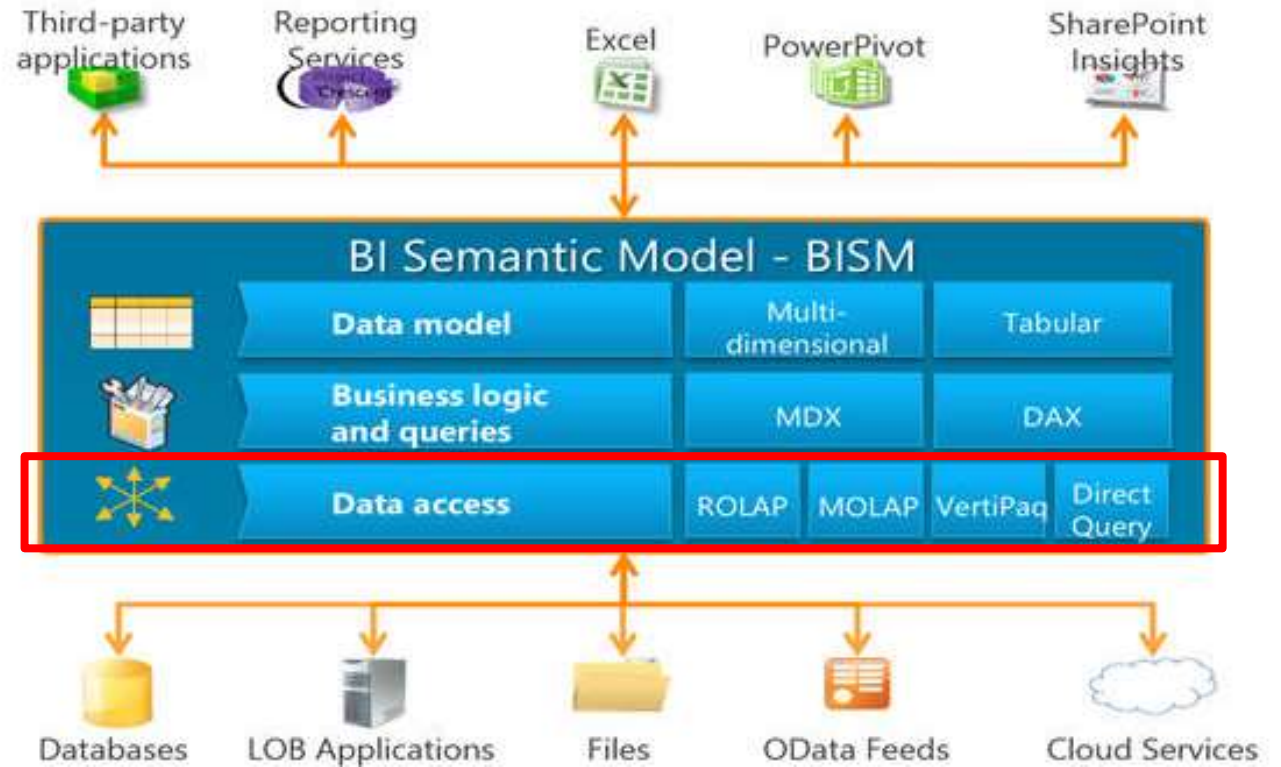 Third-party
applications
Reporting
Services
Crescent
Excel
PowerPivot
SharePoint
Insights
BI Semantic Model - BISM
Data model
Multi-
dimensional
Tabular
Business logic
and queries
MDX
DAX
Data access
ROLAP
MOLAP
VertiPaq
Direct
Query
Databases
LOB Applications
Files
OData Feeds
Cloud Services